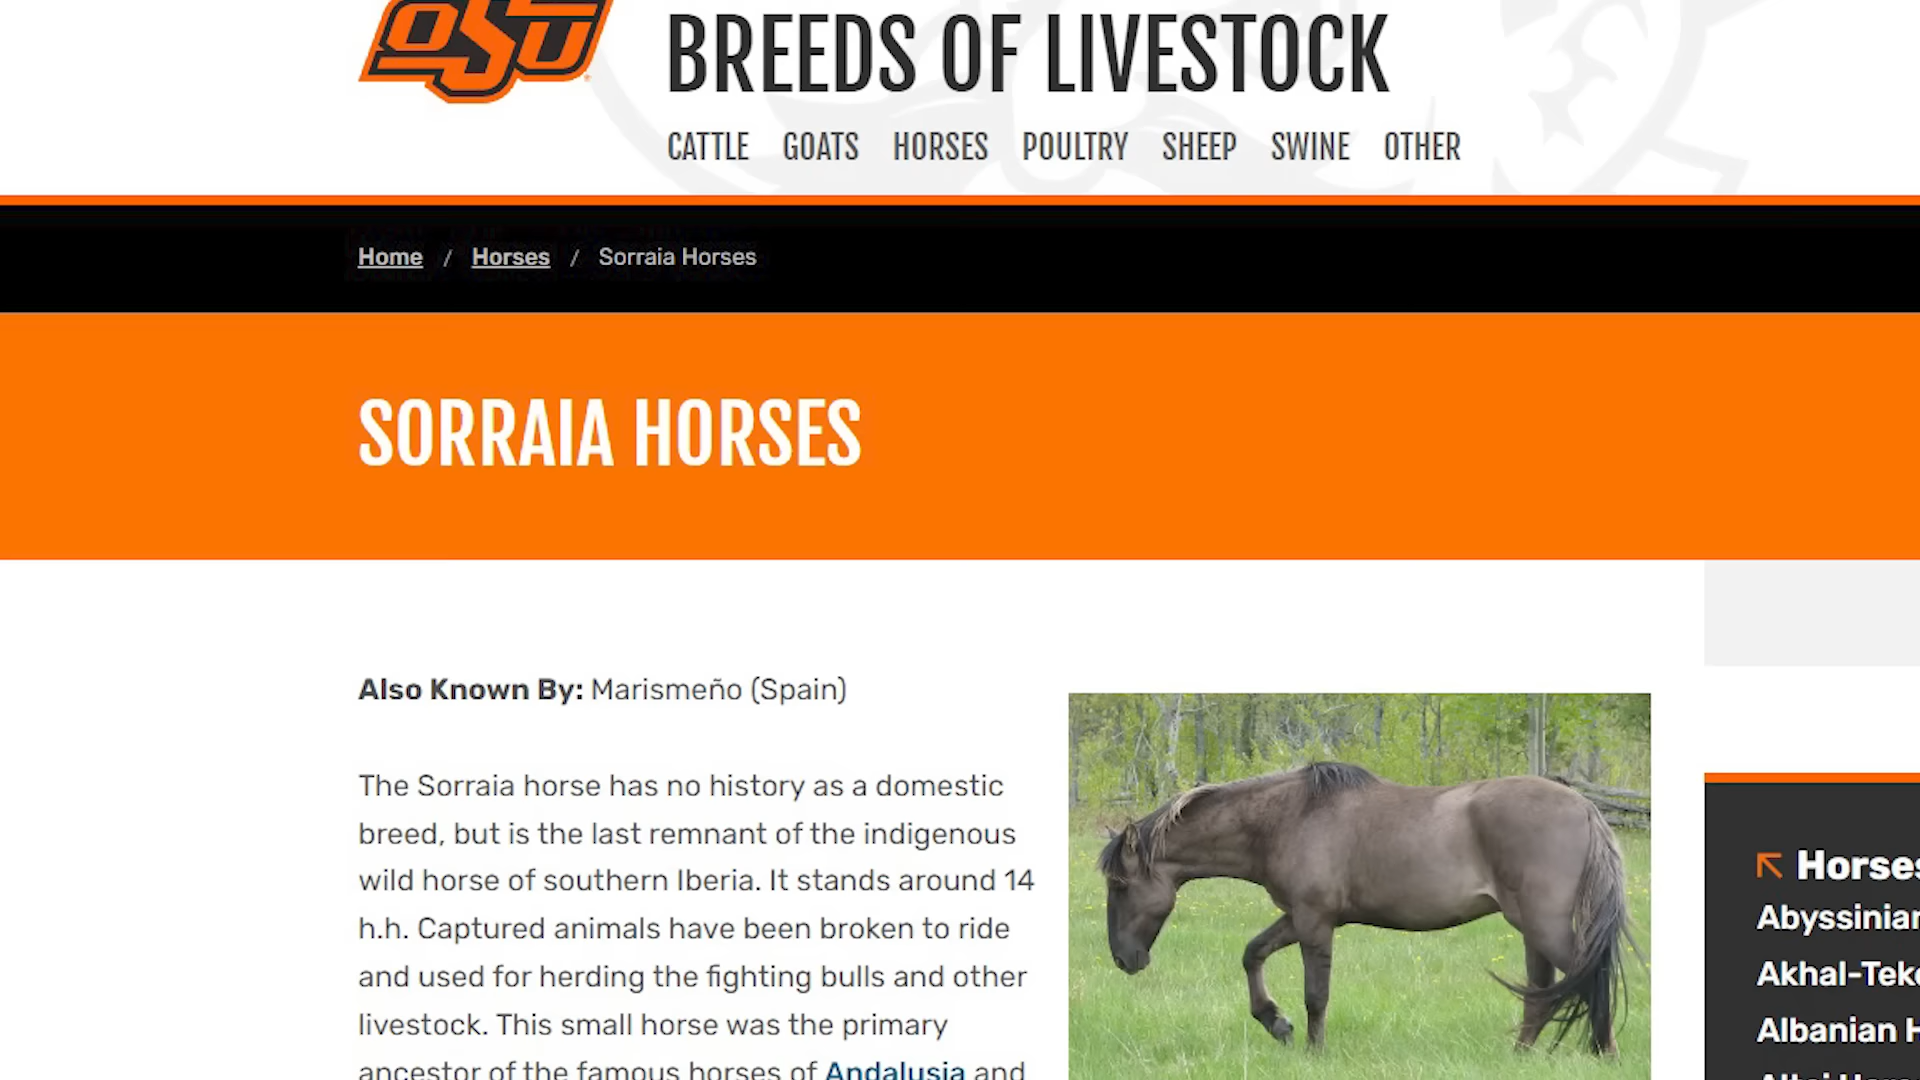 OSU
BREEDS OF LIVESTOCK
CATTLE GOATS HORSES POULTRY SHEEP SWINE OTHER
Home / Horses / Sorraia Horses
SORRAIA HORSES
Also Known By: Marismeño (Spain)
The Sorraia horse has no history as a domestic
breed, but is the last remnant of the indigenous
wild horse of southern Iberia. It stands around 14
h.h. Captured animals have been broken to ride
and used for herding the fighting bulls and other
livestock. This small horse was the primary
ancestor of the famous horses of Andalusia and
Horses
Abyssinian
Akhal-Teke
Albanian H